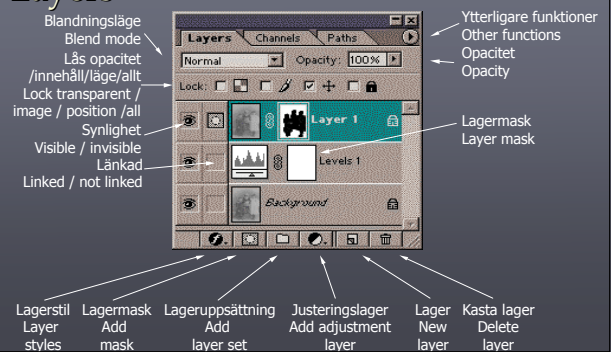 Layers
Blandningsläge
Blend mode
Lås opacitet
/innehåll/läge/allt
Lock transparent /
image / position /all
Synlighet
Visible / invisible
Länkad
Linked / not linked
Layers
Channels
Paths
Normal
Opacity: 100%
Lock:
Layer 1
Levels 1
Background
Ytterligare funktioner
Other functions
Opacitet
Opacity
Lagermask
Layer mask
Lagerstil
Layer
styles
Lagermask
Add
mask
Lageruppsättning
Add
layer set
Justeringslager
Add adjustment
layer
Lager
New
layer
Kasta lager
Delete
layer